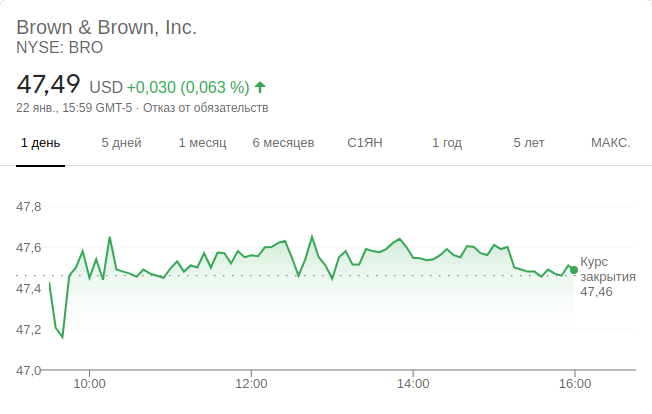 Brown & Brown, Inc.
NYSE: BRO
47,49 USD +0,030 (0,063 %)
22 янв., 15:59 GMT-5 · Отказ от обязательств
1 день 5 дней 1 месяц 6 месяцев С1ЯН 1 год 5 лет МАКС.
47,8
47,6
47,4
47,2
47,0
Курс
закрытия
47,46
10:00 12:00 14:00 16:00